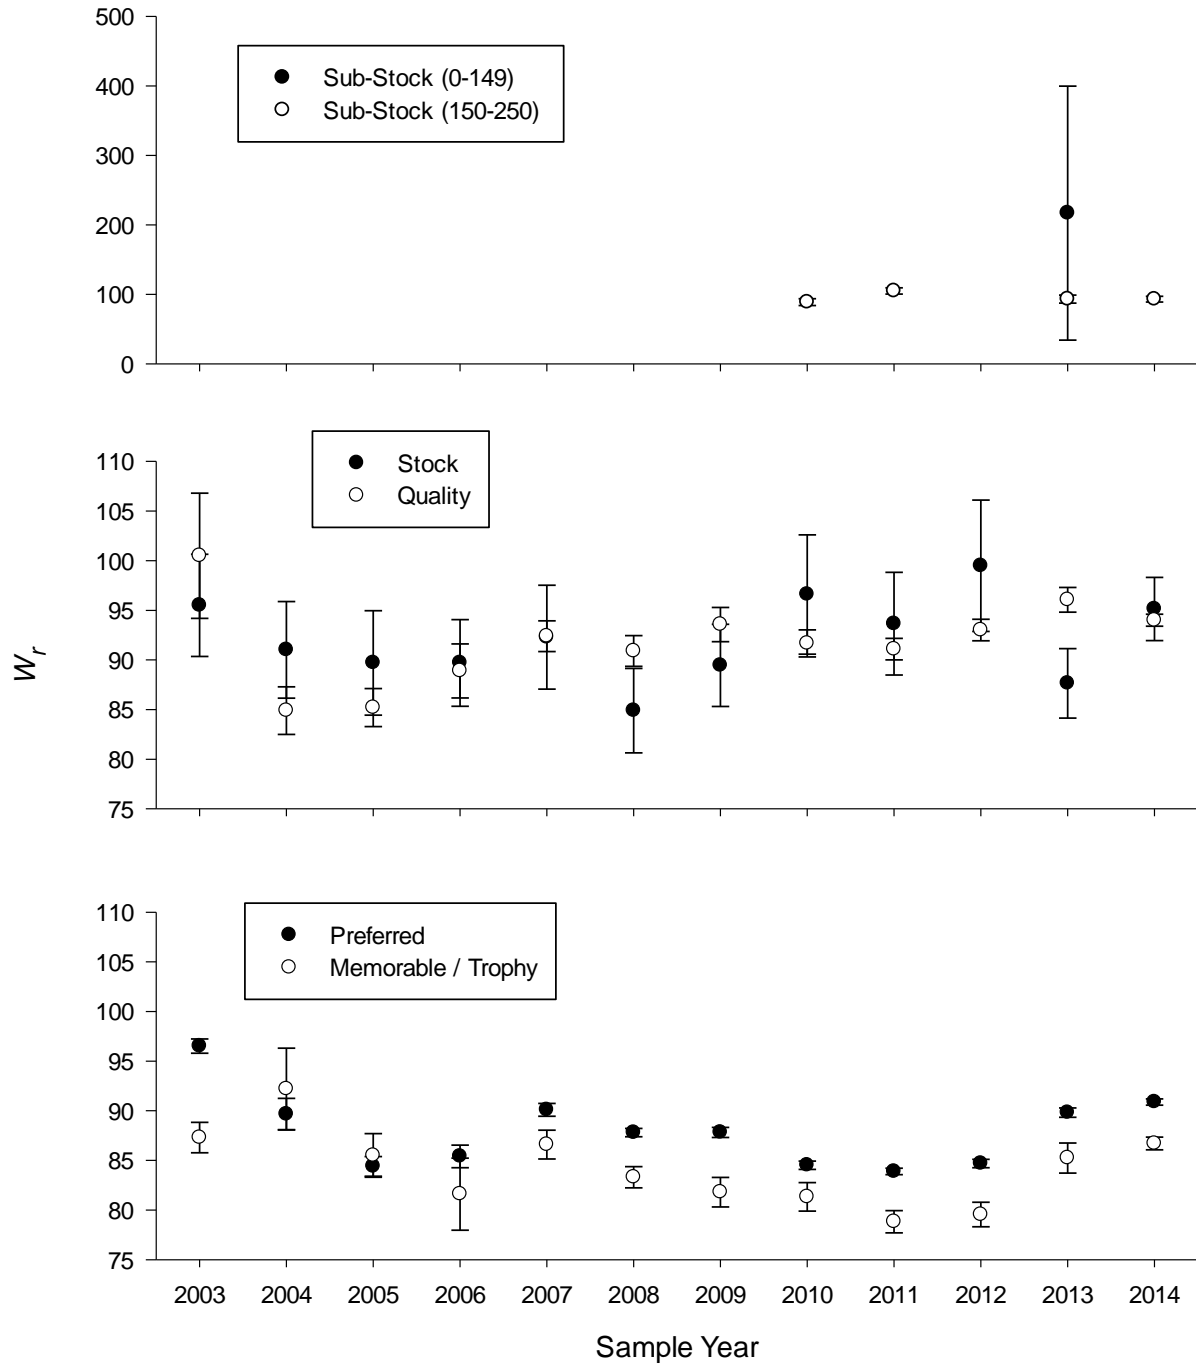 500
Sub-Stock (0-149)
Sub-Stock (150-250)
400
300
200
100
0
Stock
Quality
110
105
100
95
90
85
80
75
Wr
Preferred
Memorable / Trophy
110
105
100
95
90
85
80
75
2003 2004 2005 2006 2007 2008 2009 2010 2011 2012 2013 2014
Sample Year